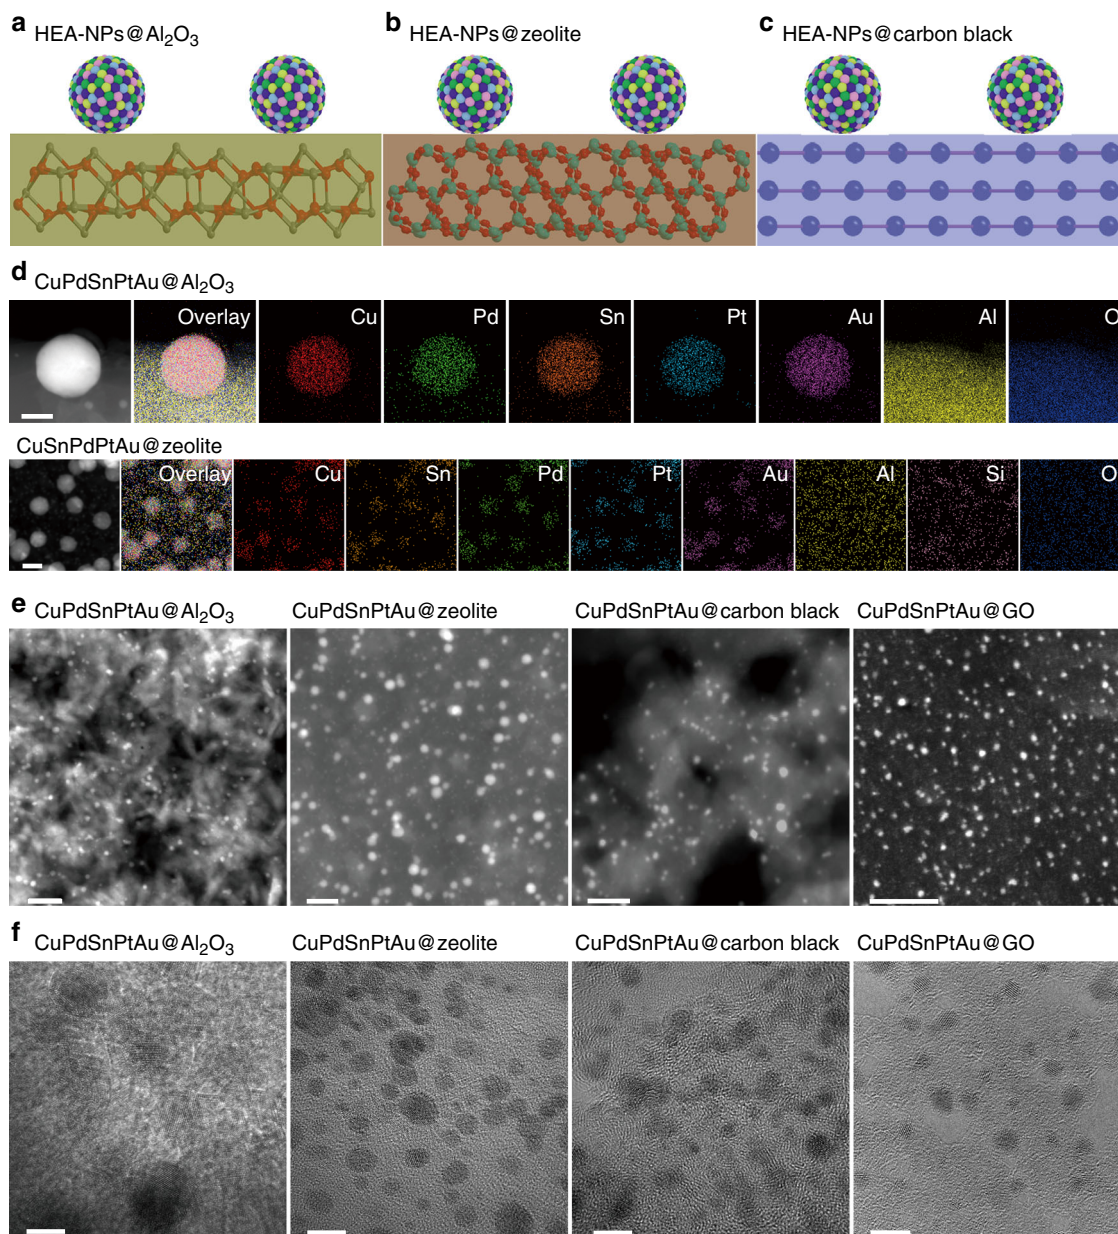 a HEA-NPs@Al₂O₃
b HEA-NPs@zeolite
c HEA-NPs@carbon black
d CuPdSnPtAu@Al₂O₃
Overlay Cu Pd Sn Pt Au Al O
CuSnPdPtAu@zeolite
Overlay Cu Sn Pd Pt Au Al Si O
e CuPdSnPtAu@Al₂O₃ CuPdSnPtAu@zeolite CuPdSnPtAu@carbon black CuPdSnPtAu@GO
f CuPdSnPtAu@Al₂O₃ CuPdSnPtAu@zeolite CuPdSnPtAu@carbon black CuPdSnPtAu@GO